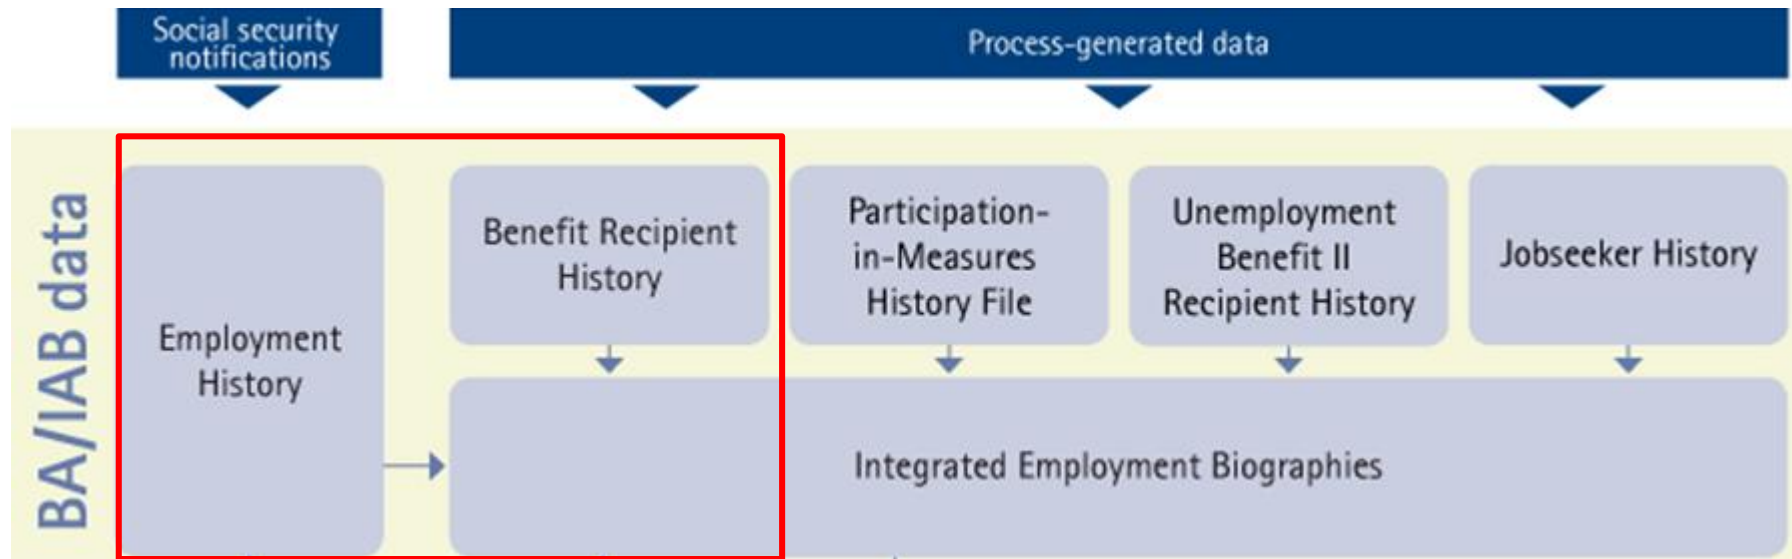 Social security
notifications
Process-generated data
BA/IAB data
Employment
History
Benefit Recipient
History
Participation-
in-Measures
History File
Unemployment
Benefit II
Recipient History
Jobseeker History
Integrated Employment Biographies